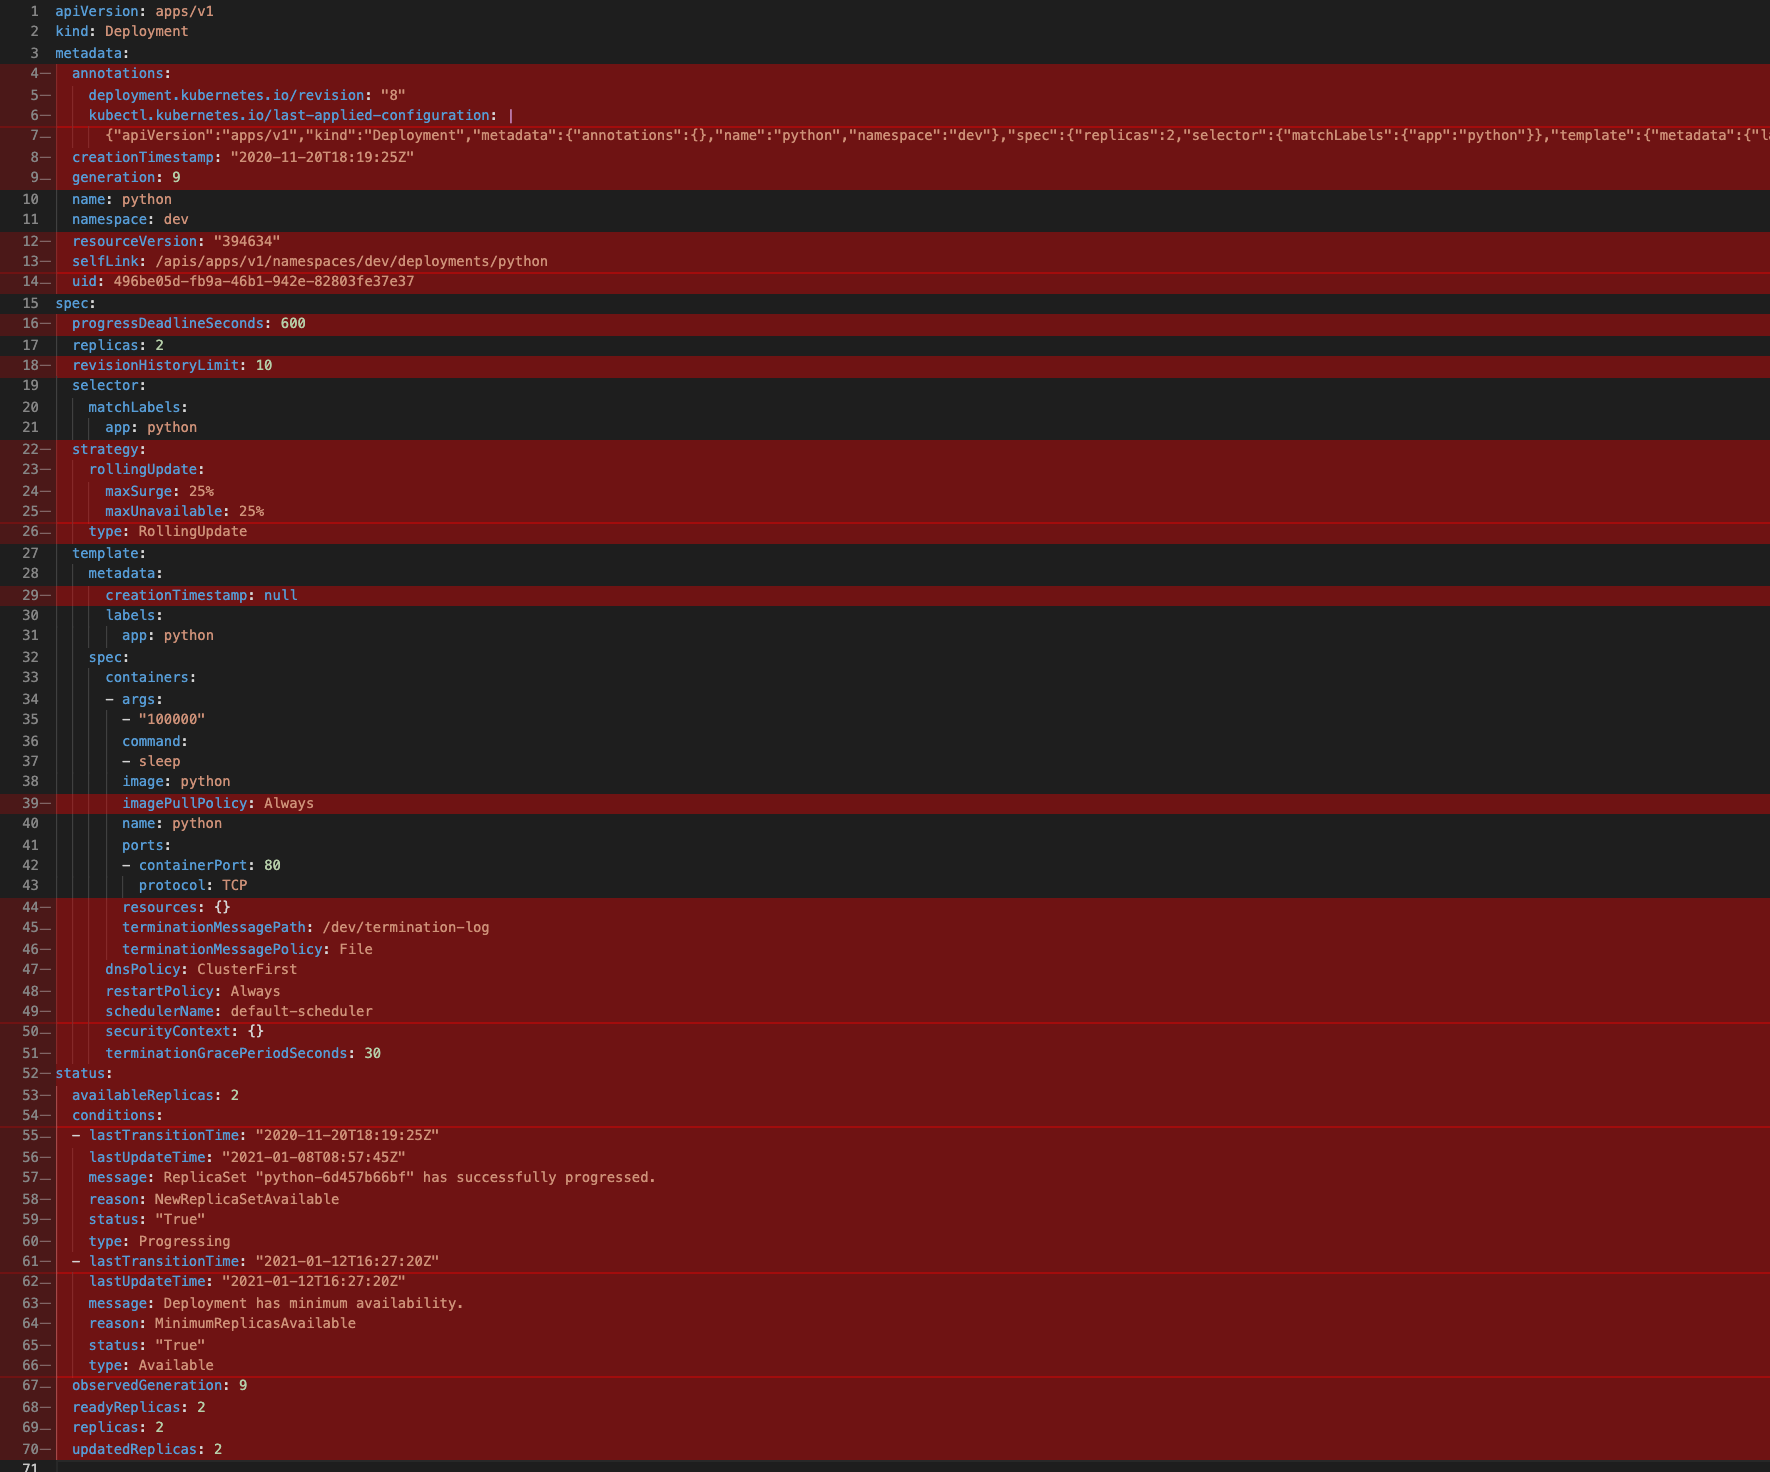 1 apiVersion: apps/v1
2 kind: Deployment
3 metadata:
4— annotations:
5— deployment.kubernetes.io/revision: "8"
6— kubectl.kubernetes.io/last-applied-configuration: |
7— {"apiVersion":"apps/v1","kind":"Deployment","metadata":{"annotations":{},"name":"python","namespace":"dev"},"spec":{"replicas":2,"selector":{"matchLabels":{"app":"python"}},"template":{"metadata":{"la
8— creationTimestamp: "2020-11-20T18:19:25Z"
9— generation: 9
10 name: python
11 namespace: dev
12— resourceVersion: "394634"
13— selfLink: /apis/apps/v1/namespaces/dev/deployments/python
14— uid: 496be05d-fb9a-46b1-942e-82803fe37e37
15 spec:
16— progressDeadlineSeconds: 600
17 replicas: 2
18— revisionHistoryLimit: 10
19 selector:
20 matchLabels:
21 app: python
22— strategy:
23— rollingUpdate:
24— maxSurge: 25%
25— maxUnavailable: 25%
26— type: RollingUpdate
27 template:
28 metadata:
29— creationTimestamp: null
30 labels:
31 app: python
32 spec:
33 containers:
34 - args:
35 - "100000"
36 command:
37 - sleep
38 image: python
39— imagePullPolicy: Always
40 name: python
41 ports:
42 - containerPort: 80
43 protocol: TCP
44— resources: {}
45— terminationMessagePath: /dev/termination-log
46— terminationMessagePolicy: File
47— dnsPolicy: ClusterFirst
48— restartPolicy: Always
49— schedulerName: default-scheduler
50— securityContext: {}
51— terminationGracePeriodSeconds: 30
52— status:
53— availableReplicas: 2
54— conditions:
55— - lastTransitionTime: "2020-11-20T18:19:25Z"
56— lastUpdateTime: "2021-01-08T08:57:45Z"
57— message: ReplicaSet "python-6d457b66bf" has successfully progressed.
58— reason: NewReplicaSetAvailable
59— status: "True"
60— type: Progressing
61— - lastTransitionTime: "2021-01-12T16:27:20Z"
62— lastUpdateTime: "2021-01-12T16:27:20Z"
63— message: Deployment has minimum availability.
64— reason: MinimumReplicasAvailable
65— status: "True"
66— type: Available
67— observedGeneration: 9
68— readyReplicas: 2
69— replicas: 2
70— updatedReplicas: 2
71